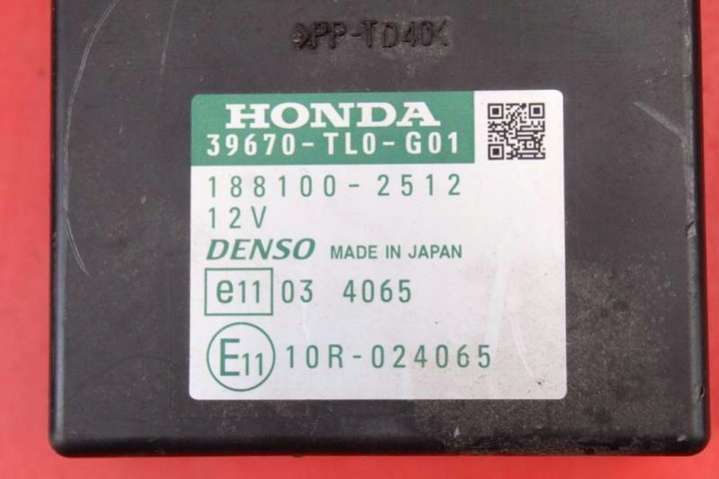 >PP-TD40<
HONDA
39670-TL0-G01
188100-2512
12V
DENSO MADE IN JAPAN
e11 03 4065
E11 10R-024065